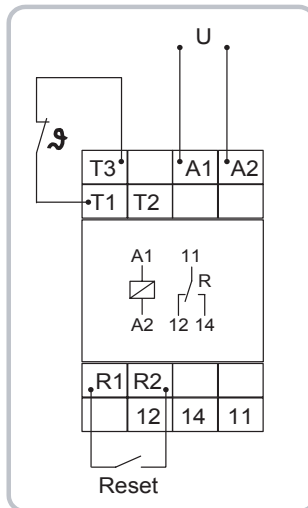 U
ϑ
T3 A1 A2
T1 T2
A1 11
R
A2 12 14
R1 R2
12 14 11
Reset